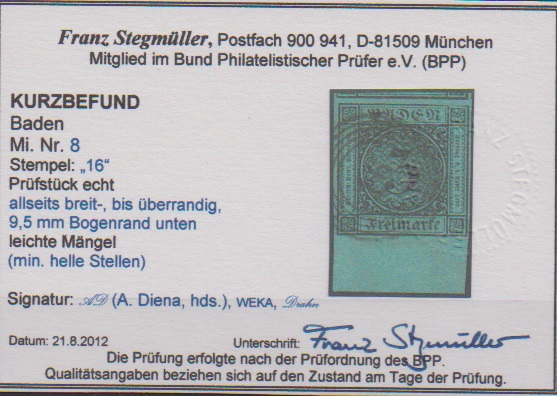 Franz Stegmüller, Postfach 900 941, D-81509 München
Mitglied im Bund Philatelistischer Prüfer e.V. (BPP)
KURZBEFUND
Baden
Mi. Nr. 8
Stempel: „16“
Prüfstück echt
allseits breit-, bis überrandig,
9,5 mm Bogenrand unten
leichte Mängel
(min. helle Stellen)
BADEN
Freimarke
STEGMÜL
Signatur: AD (A. Diena, hds.), WEKA, Drahn
Datum: 21.8.2012
Unterschrift: Franz Stegmüller
Die Prüfung erfolgte nach der Prüfordnung des BPP.
Qualitätsangaben beziehen sich auf den Zustand am Tage der Prüfung.